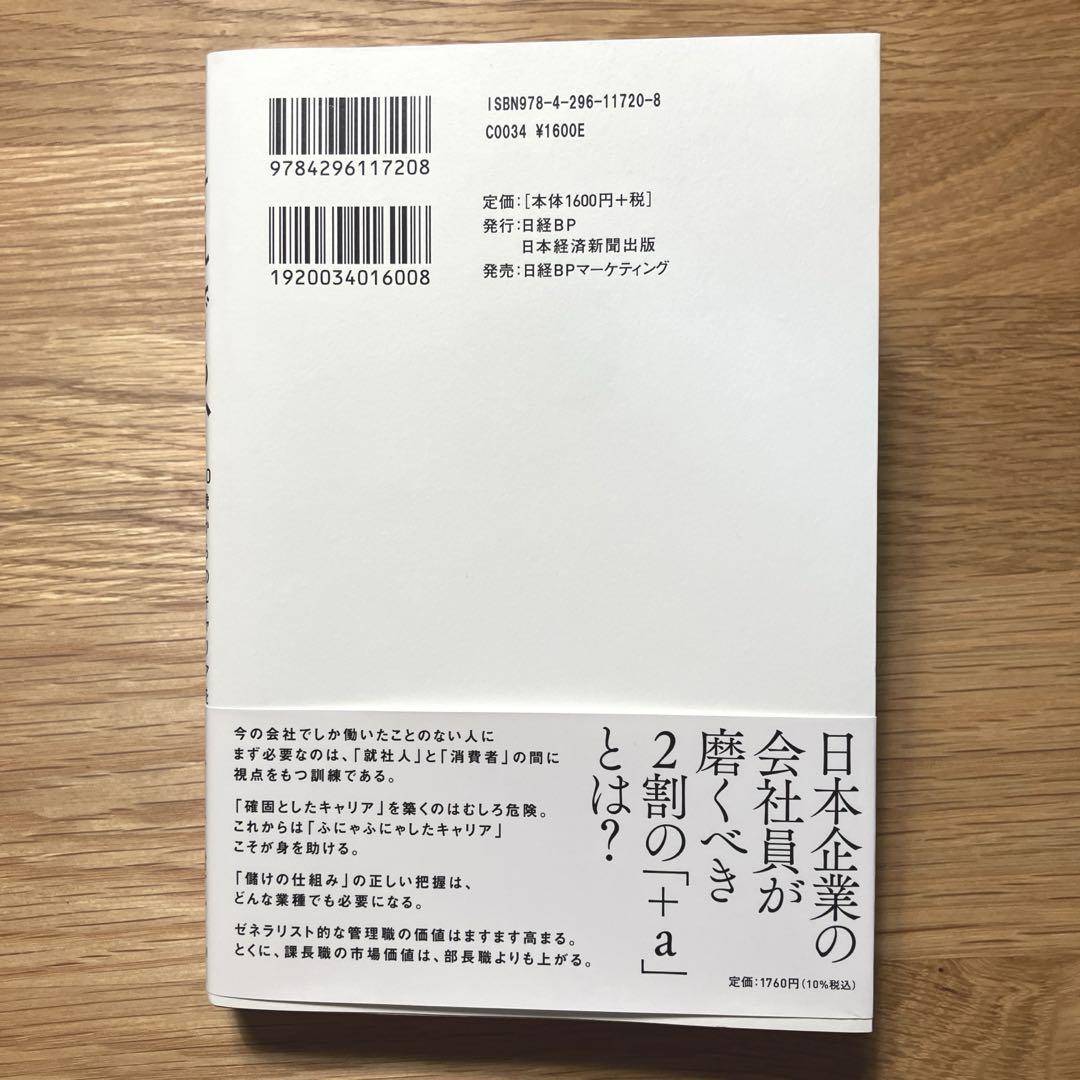 ISBN978-4-296-11720-8
C0034 ¥1600E
9784296117208
定価:[本体1600円+税]
発行:日経BP
日本経済新聞出版
発売:日経BPマーケティング
1920034016008
日本企業の
会社員が
磨くべき
2割の「+a」
とは?
今の会社でしか働いたことのない人に
まず必要なのは、「就社人」と「消費者」の間に
視点をもつ訓練である。
「確固としたキャリア」を築くのはむしろ危険。
これからは「ふにゃふにゃしたキャリア」
こそが身を助ける。
「儲けの仕組み」の正しい把握は、
どんな業種でも必要になる。
ゼネラリスト的な管理職の価値はますます高まる。
とくに、課長職の市場価値は、部長職よりも上がる。
定価:1760円(10%税込)